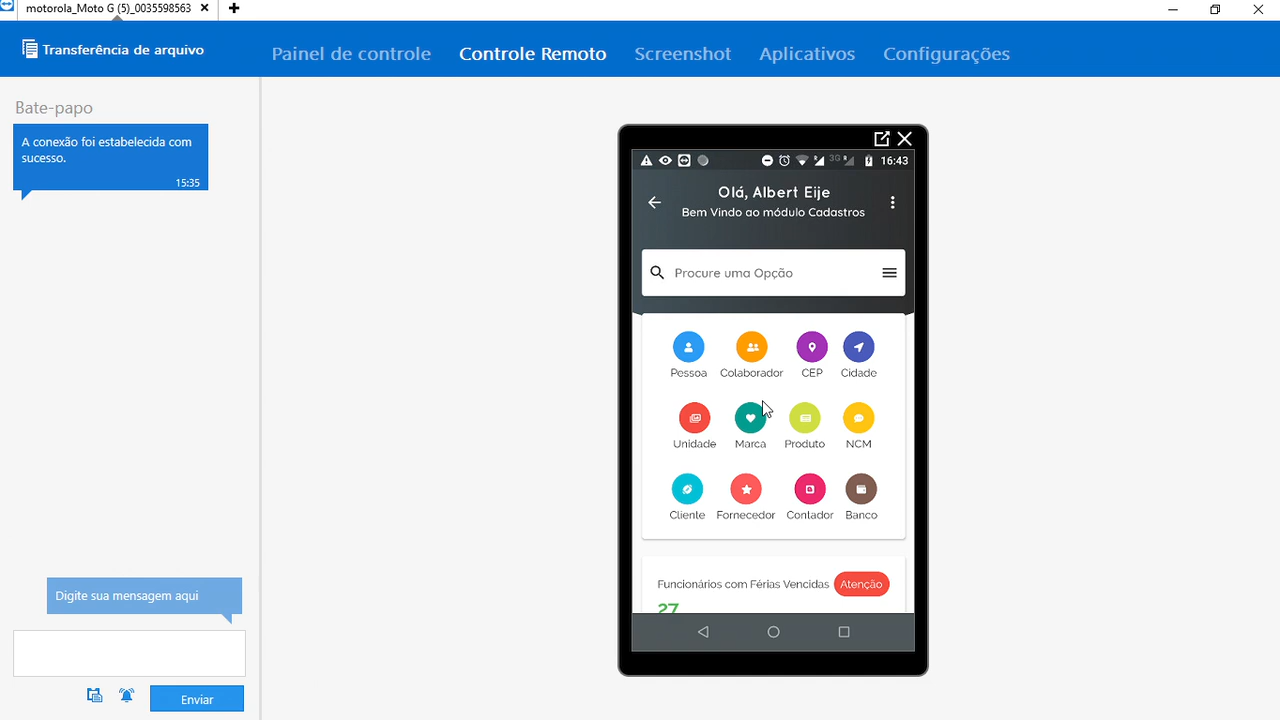 motorola_Moto G (5)_0035598563
Transferência de arquivo
Painel de controle
Controle Remoto
Screenshot
Aplicativos
Configurações
Bate-papo
A conexão foi estabelecida com
sucesso.
15:35
3G
16:43
Olá, Albert Eije
Bem Vindo ao módulo Cadastros
Procure uma Opção
Pessoa
Colaborador
CEP
Cidade
Unidade
Marca
Produto
NCM
Cliente
Fornecedor
Contador
Banco
Funcionários com Férias Vencidas
Atenção
27
Digite sua mensagem aqui
Enviar